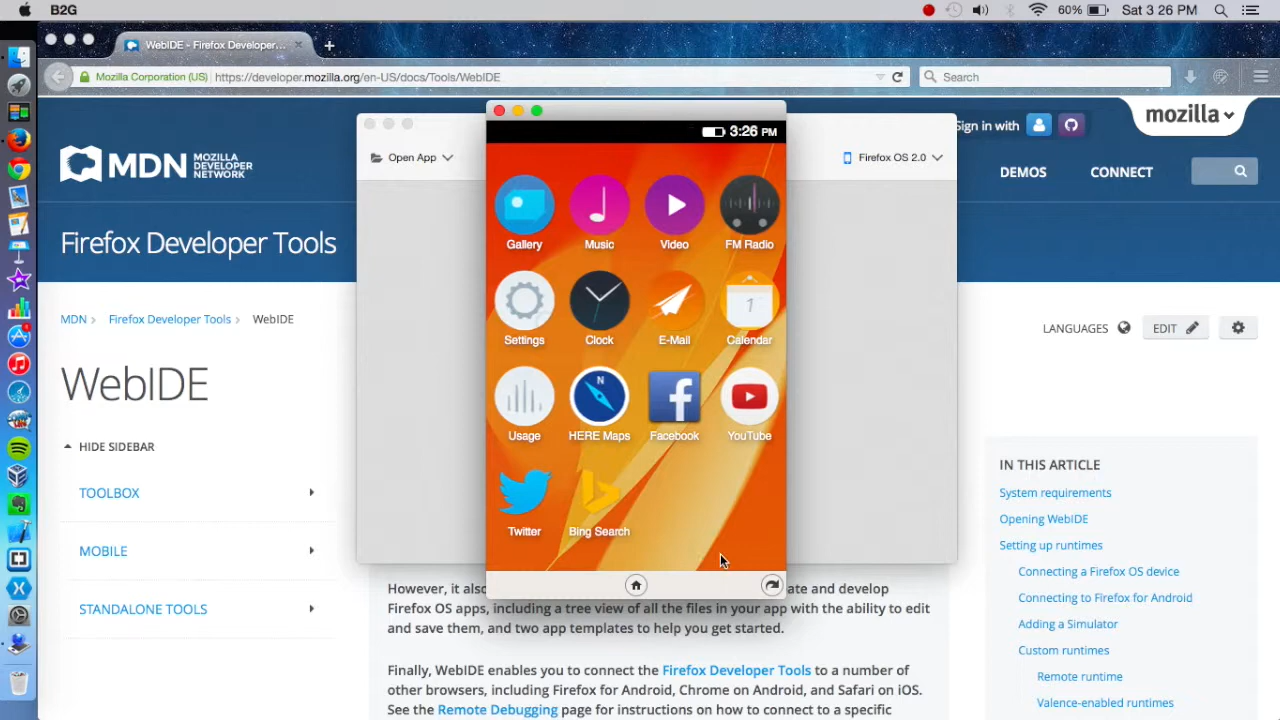 B2G
60%
Sat 3:26 PM
WebIDE - Firefox Developer...
Mozilla Corporation (US)
https://developer.mozilla.org/en-US/docs/Tools/WebIDE
Search
MDN MOZILLA DEVELOPER NETWORK
Sign in with
mozilla
DEMOS
CONNECT
Firefox Developer Tools
Open App
Firefox OS 2.0
3:26 PM
Gallery
Music
Video
FM Radio
Settings
Clock
E-Mail
1
Calendar
Usage
N
HERE Maps
Facebook
YouTube
Twitter
Bing Search
MDN
Firefox Developer Tools
WebIDE
LANGUAGES
EDIT
WebIDE
HIDE SIDEBAR
TOOLBOX
MOBILE
STANDALONE TOOLS
However, it also
ate and develop
Firefox OS apps, including a tree view of all the files in your app with the ability to edit
and save them, and two app templates to help you get started.
Finally, WebIDE enables you to connect the Firefox Developer Tools to a number of
other browsers, including Firefox for Android, Chrome on Android, and Safari on iOS.
See the Remote Debugging page for instructions on how to connect to a specific
IN THIS ARTICLE
System requirements
Opening WebIDE
Setting up runtimes
Connecting a Firefox OS device
Connecting to Firefox for Android
Adding a Simulator
Custom runtimes
Remote runtime
Valence-enabled runtimes